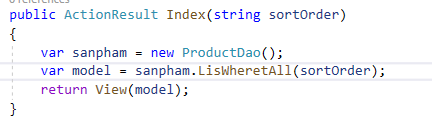 public ActionResult Index(string sortOrder)
{
var sanpham = new ProductDao();
var model = sanpham.LisWheretAll(sortOrder);
return View(model);
}